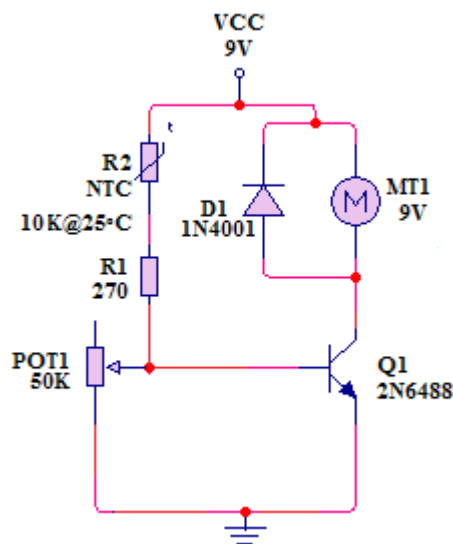 VCC
9V
t
R2
NTC
10K@25°C
D1
1N4001
MT1
9V
R1
270
POT1
50K
Q1
2N6488